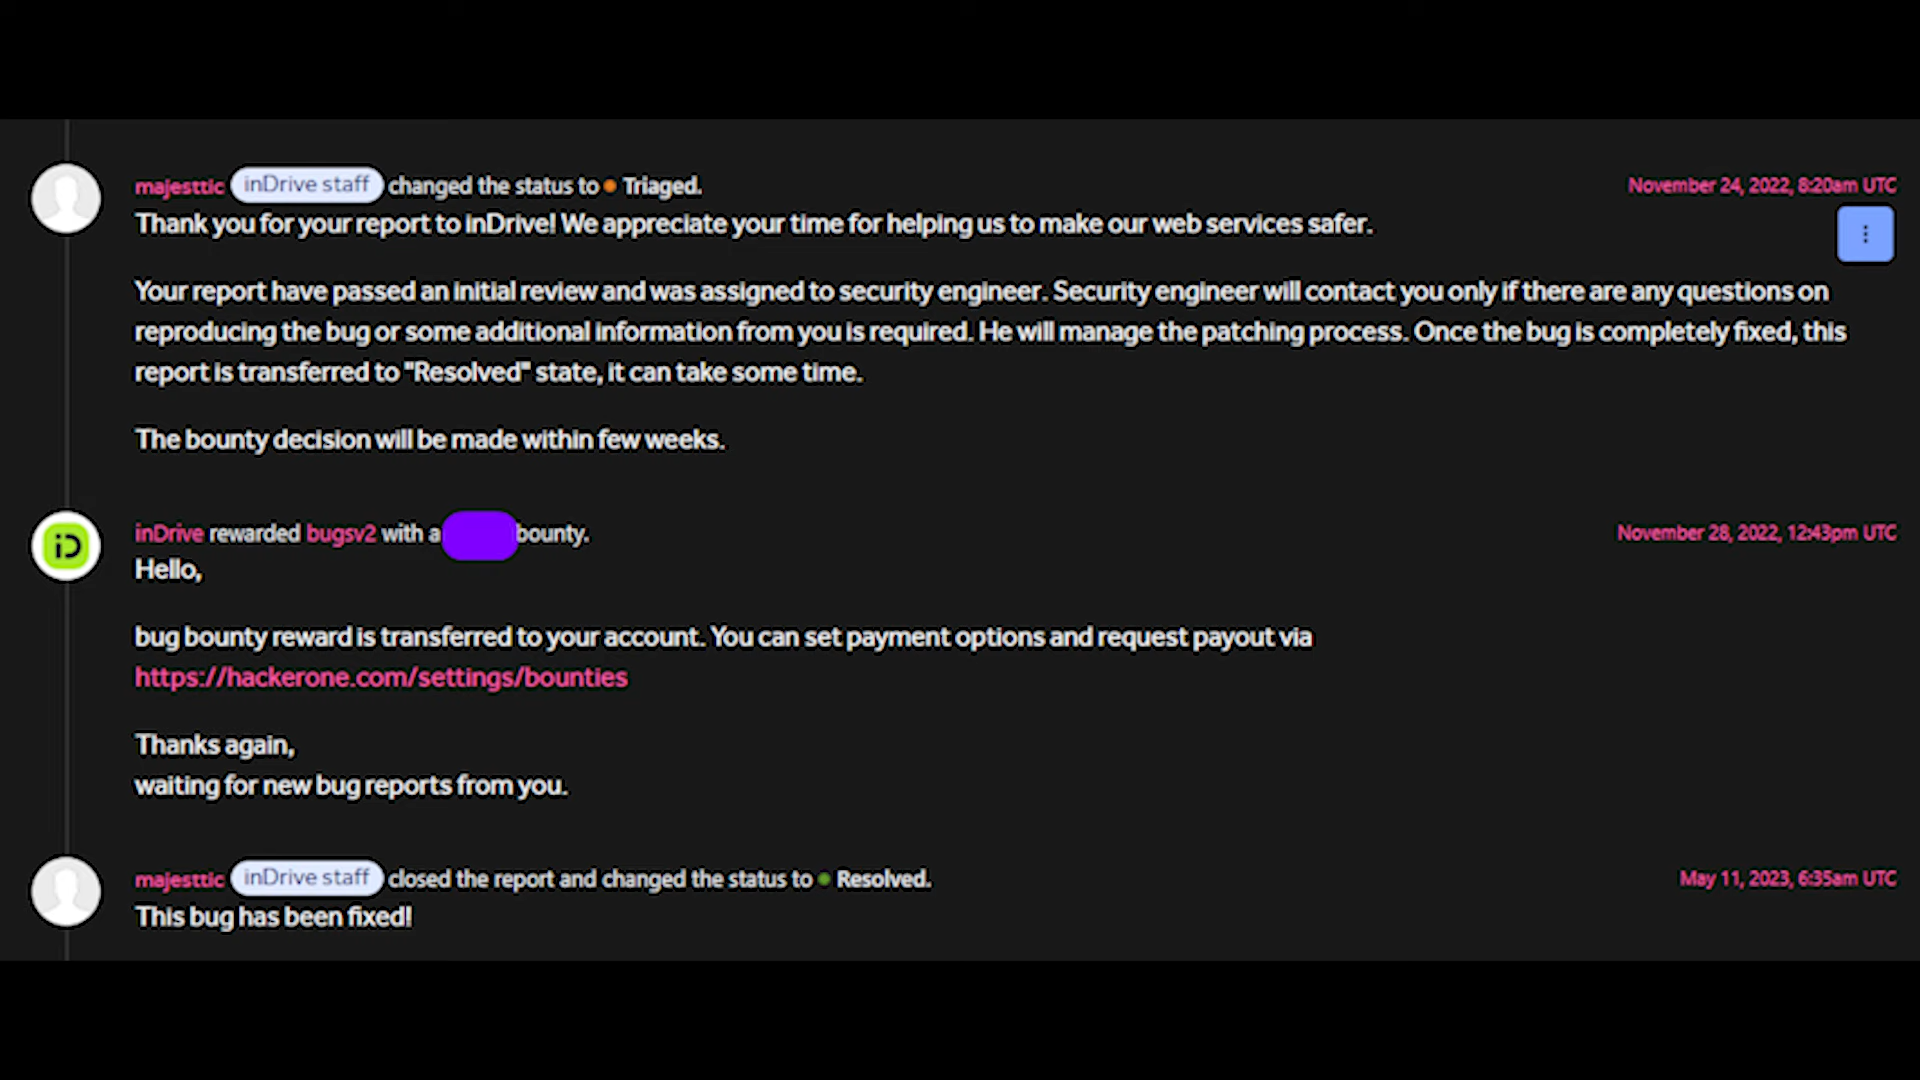 majesttic inDrive staff changed the status to Triaged. November 24, 2022, 8:20am UTC
Thank you for your report to inDrive! We appreciate your time for helping us to make our web services safer.
Your report have passed an initial review and was assigned to security engineer. Security engineer will contact you only if there are any questions on
reproducing the bug or some additional information from you is required. He will manage the patching process. Once the bug is completely fixed, this
report is transferred to "Resolved" state, it can take some time.
The bounty decision will be made within few weeks.
iD
inDrive rewarded bugsv2 with a bounty. November 28, 2022, 12:43pm UTC
Hello,
bug bounty reward is transferred to your account. You can set payment options and request payout via
https://hackerone.com/settings/bounties
Thanks again,
waiting for new bug reports from you.
majesttic inDrive staff closed the report and changed the status to Resolved. May 11, 2023, 6:35am UTC
This bug has been fixed!